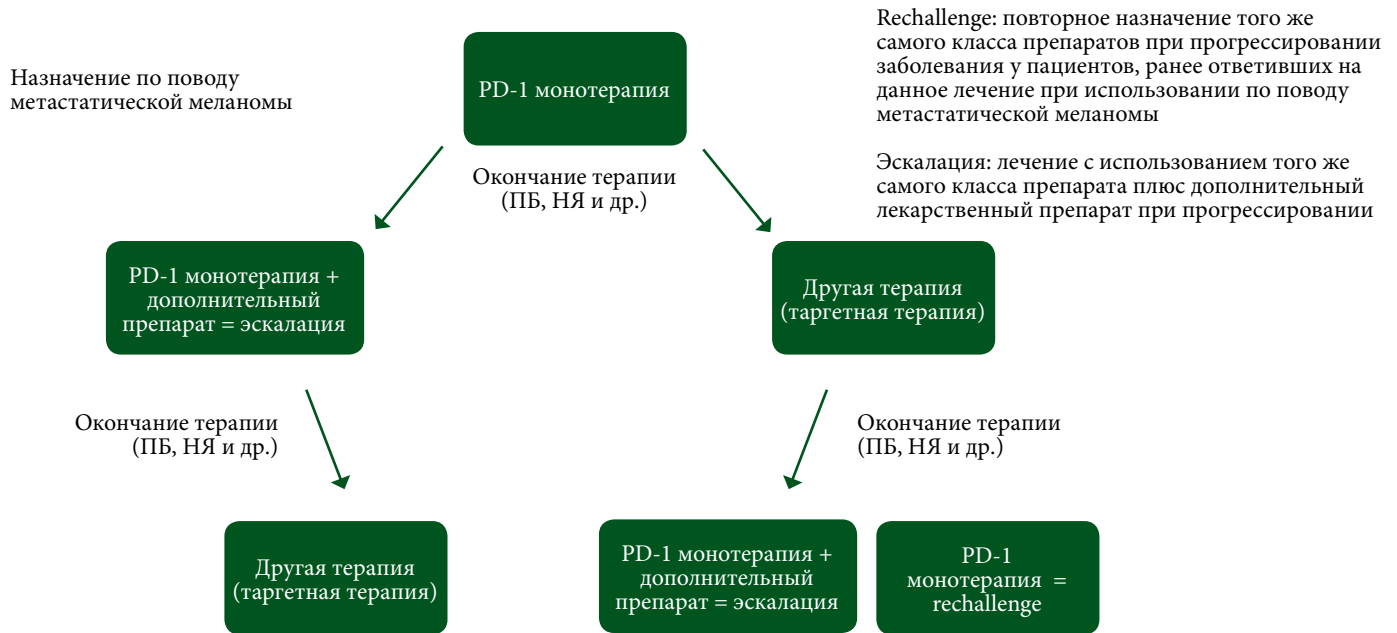 Назначение по поводу
метастатической меланомы
PD-1 монотерапия
Rechallenge: повторное назначение того же
самого класса препаратов при прогрессировании
заболевания у пациентов, ранее ответивших на
данное лечение при использовании по поводу
метастатической меланомы
Эскалация: лечение с использованием того же
самого класса препарата плюс дополнительный
лекарственный препарат при прогрессировании
Окончание терапии
(ПБ, НЯ и др.)
PD-1 монотерапия +
дополнительный
препарат = эскалация
Другая терапия
(таргетная терапия)
Окончание терапии
(ПБ, НЯ и др.)
Окончание терапии
(ПБ, НЯ и др.)
Другая терапия
(таргетная терапия)
PD-1 монотерапия +
дополнительный
препарат = эскалация
PD-1
монотерапия =
rechallenge